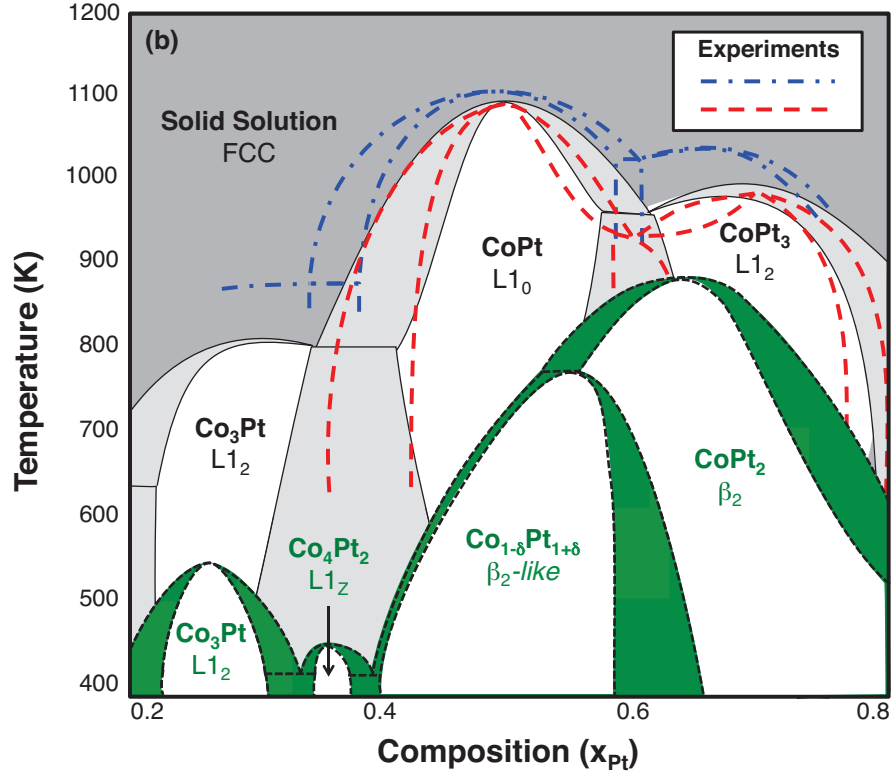 (b)
Experiments
Solid Solution
FCC
CoPt
L1₀
CoPt₃
L1₂
Co₃Pt
L1₂
CoPt₂
β₂
Co₄Pt₂
L1_Z
Co₁₋δPt₁₊δ
β₂-like
Co₃Pt
L1₂
Temperature (K)
1200
1100
1000
900
800
700
600
500
400
0.2 0.4 0.6 0.8
Composition (x_Pt)